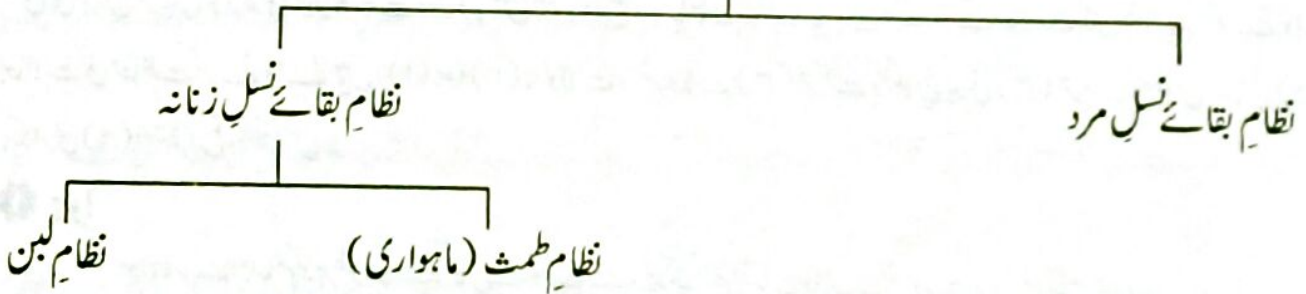 نظامِ بقائے نسلِ مرد
نظامِ بقائے نسلِ زنانہ
نظامِ طمث (ماہواری)
نظامِ لبن